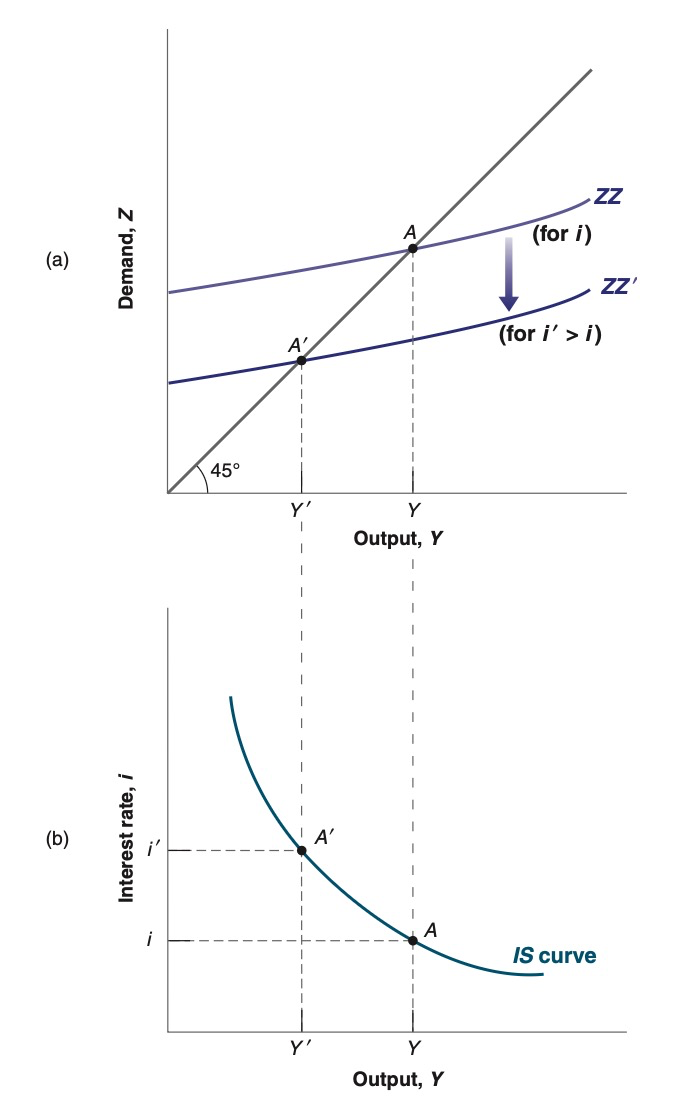 (a)
Demand, Z
ZZ
A
(for i)
ZZ′
(for i′ > i)
A′
45°
Y′
Y
Output, Y
(b)
Interest rate, i
A′
i′
A
i
IS curve
Y′
Y
Output, Y